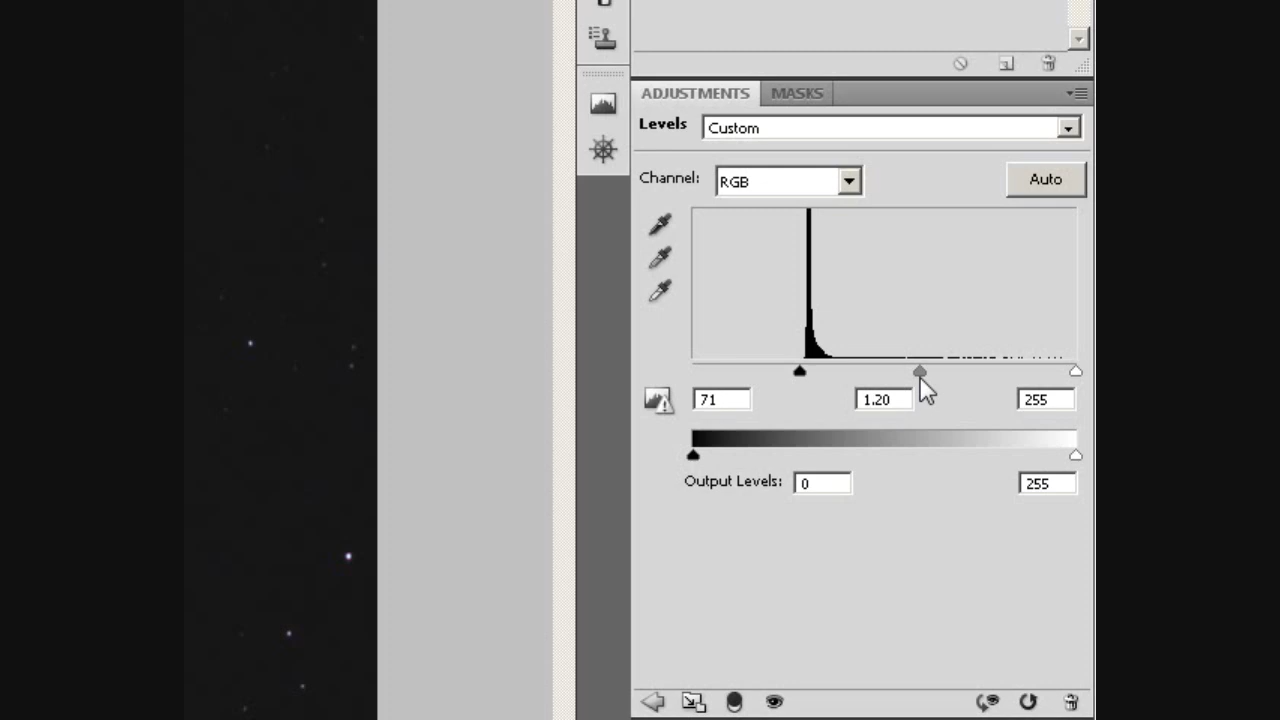 ADJUSTMENTS MASKS
Levels Custom
Channel: RGB Auto
71 1.20 255
Output Levels: 0 255